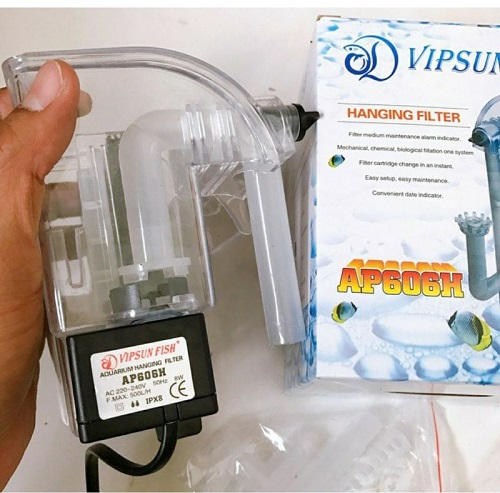 VIPSUN
HANGING FILTER
Filter medium maintenance alarm indicator.
Mechanical, chemical, biological filtation one system
Filter cartridge change in an instant.
Easy setup, easy maintenance.
Convenient date indicator.
AP606H
VIPSUN FISH®
AQUARIUM HANGING FILTER
AP606H
AC 220-240V 50Hz 8W
F.MAX: 500L/H
IPX8 CE